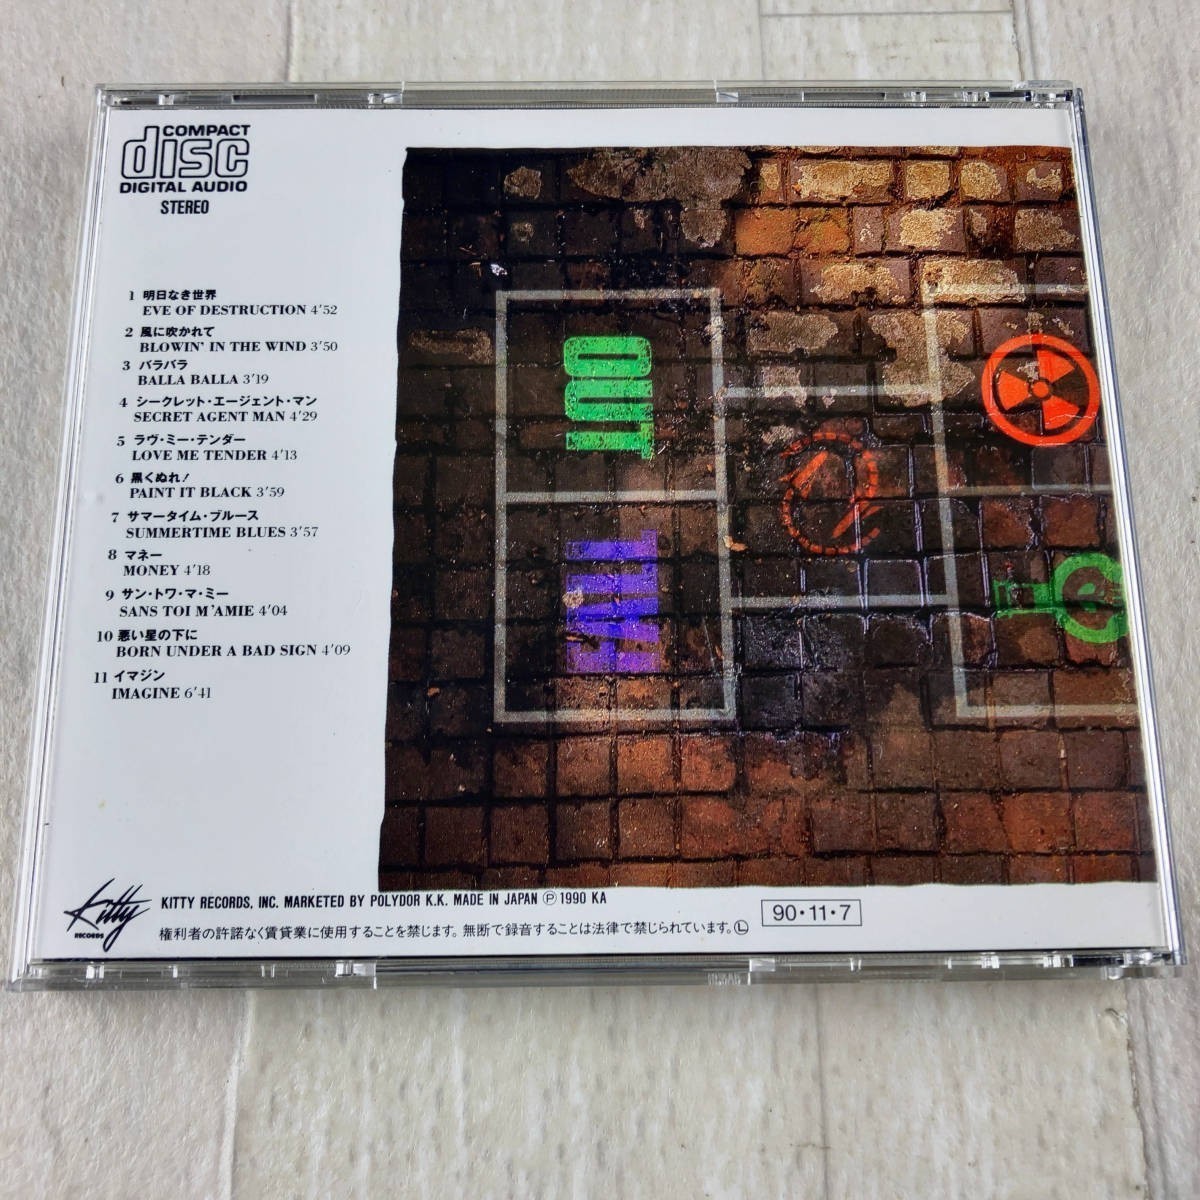 COMPACT
disc
DIGITAL AUDIO
STEREO
1 明日なき世界
EVE OF DESTRUCTION 4'52
2 風に吹かれて
BLOWIN' IN THE WIND 3'50
3 バラバラ
BALLA BALLA 3'19
4 シークレット・エージェント・マン
SECRET AGENT MAN 4'29
5 ラヴ・ミー・テンダー
LOVE ME TENDER 4'13
6 黒くぬれ!
PAINT IT BLACK 3'59
7 サマータイム・ブルース
SUMMERTIME BLUES 3'57
8 マネー
MONEY 4'18
9 サン・トワ・マ・ミー
SANS TOI M'AMIE 4'04
10 悪い星の下に
BORN UNDER A BAD SIGN 4'09
11 イマジン
IMAGINE 6'41
OUT
FALL
Kitty
RECORDS
KITTY RECORDS, INC. MARKETED BY POLYDOR K.K. MADE IN JAPAN Ⓟ 1990 KA
権利者の許諾なく賃貸業に使用することを禁じます。無断で録音することは法律で禁じられています。Ⓛ
90・11・7